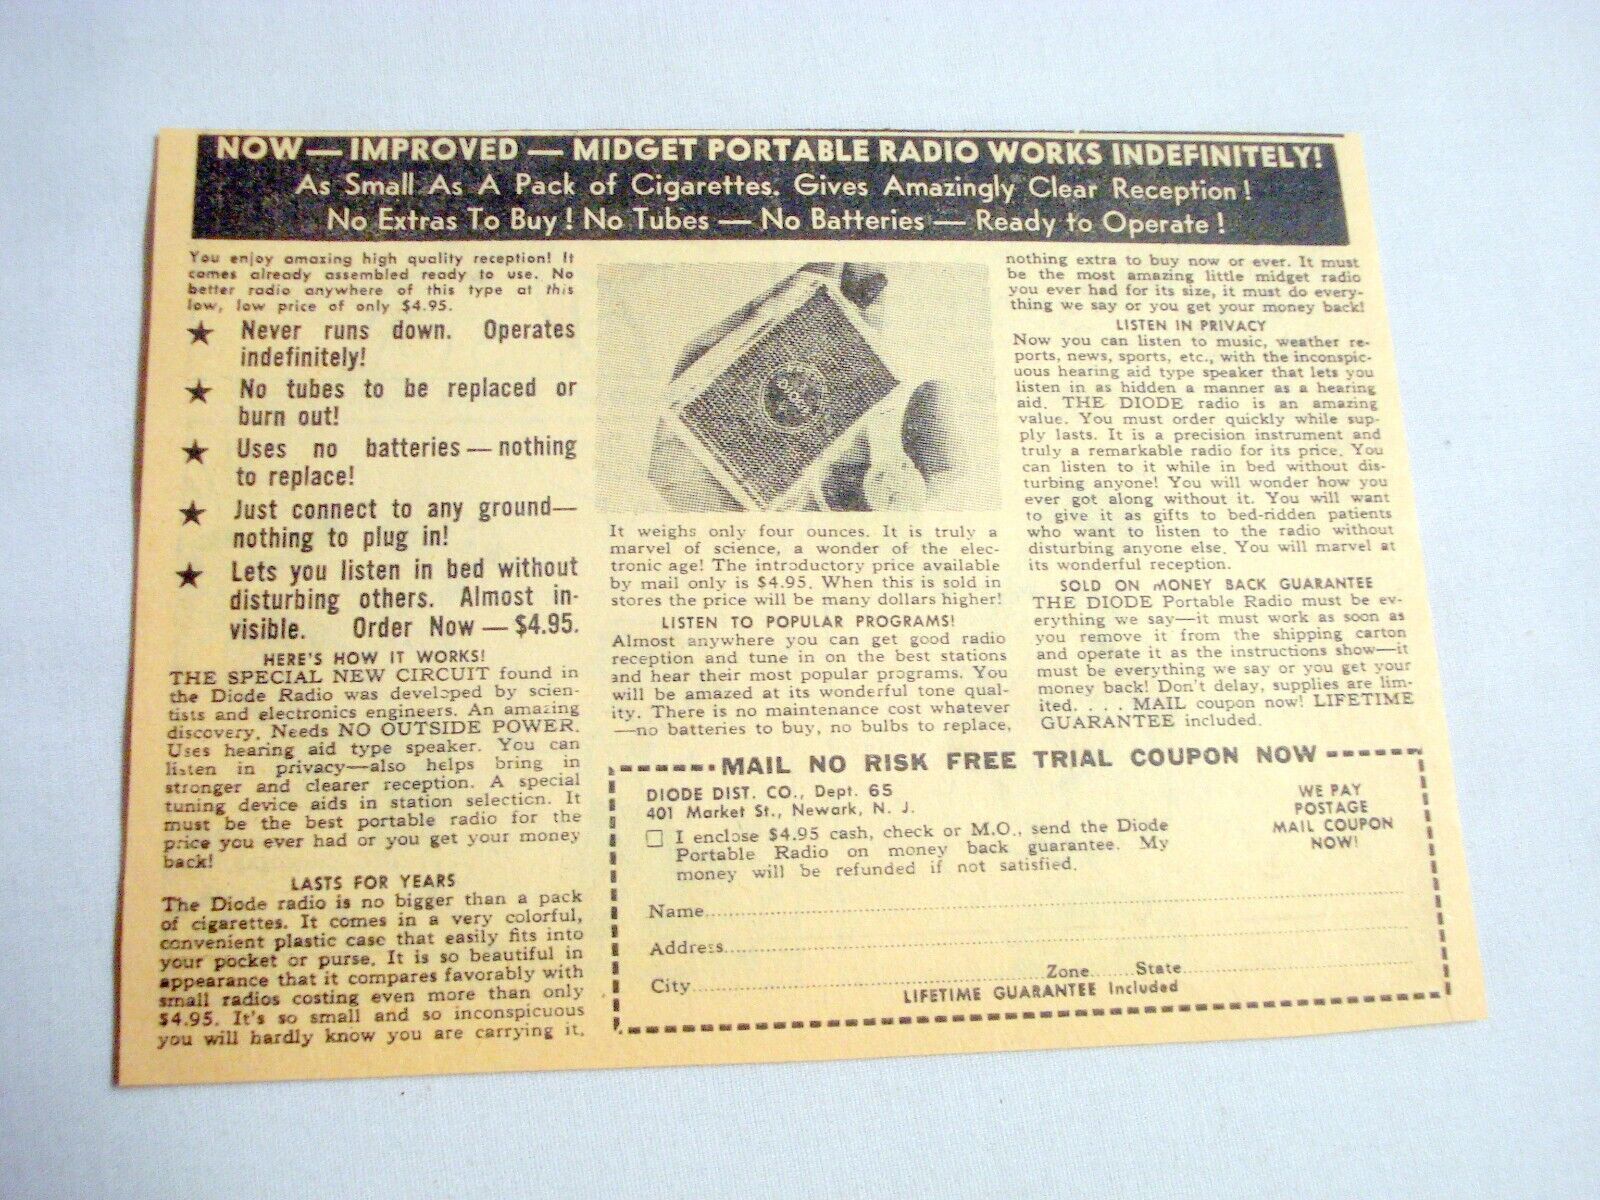 NOW — IMPROVED — MIDGET PORTABLE RADIO WORKS INDEFINITELY!
As Small As A Pack of Cigarettes. Gives Amazingly Clear Reception!
No Extras To Buy! No Tubes — No Batteries — Ready to Operate!
You enjoy amazing high quality reception! It
comes already assembled ready to use. No
better radio anywhere of this type at this
low, low price of only $4.95.
★ Never runs down. Operates
indefinitely!
★ No tubes to be replaced or
burn out!
★ Uses no batteries — nothing
to replace!
★ Just connect to any ground—
nothing to plug in!
★ Lets you listen in bed without
disturbing others. Almost in-
visible. Order Now — $4.95.
HERE'S HOW IT WORKS!
THE SPECIAL NEW CIRCUIT found in
the Diode Radio was developed by scien-
tists and electronics engineers. An amazing
discovery. Needs NO OUTSIDE POWER.
Uses hearing aid type speaker. You can
listen in privacy—also helps bring in
stronger and clearer reception. A special
tuning device aids in station selection. It
must be the best portable radio for the
price you ever had or you get your money
back!
LASTS FOR YEARS
The Diode radio is no bigger than a pack
of cigarettes. It comes in a very colorful,
convenient plastic case that easily fits into
your pocket or purse. It is so beautiful in
appearance that it compares favorably with
small radios costing even more than only
$4.95. It's so small and so inconspicuous
you will hardly know you are carrying it.
It weighs only four ounces. It is truly a
marvel of science, a wonder of the elec-
tronic age! The introductory price available
by mail only is $4.95. When this is sold in
stores the price will be many dollars higher!
LISTEN TO POPULAR PROGRAMS!
Almost anywhere you can get good radio
reception and tune in on the best stations
and hear their most popular programs. You
will be amazed at its wonderful tone qual-
ity. There is no maintenance cost whatever
—no batteries to buy, no bulbs to replace,
nothing extra to buy now or ever. It must
be the most amazing little midget radio
you ever had for its size, it must do every-
thing we say or you get your money back!
LISTEN IN PRIVACY
Now you can listen to music, weather re-
ports, news, sports, etc., with the inconspic-
uous hearing aid type speaker that lets you
listen in as hidden a manner as a hearing
aid. THE DIODE radio is an amazing
value. You must order quickly while sup-
ply lasts. It is a precision instrument and
truly a remarkable radio for its price. You
can listen to it while in bed without dis-
turbing anyone! You will wonder how you
ever got along without it. You will want
to give it as gifts to bed-ridden patients
who want to listen to the radio without
disturbing anyone else. You will marvel at
its wonderful reception.
SOLD ON MONEY BACK GUARANTEE
THE DIODE Portable Radio must be ev-
erything we say—it must work as soon as
you remove it from the shipping carton
and operate it as the instructions show—it
must be everything we say or you get your
money back! Don't delay, supplies are lim-
ited. . . . MAIL coupon now! LIFETIME
GUARANTEE included.
MAIL NO RISK FREE TRIAL COUPON NOW
DIODE DIST. CO., Dept. 65
401 Market St., Newark, N. J.
WE PAY
POSTAGE
MAIL COUPON
NOW!
☐ I enclose $4.95 cash, check or M.O., send the Diode
Portable Radio on money back guarantee. My
money will be refunded if not satisfied.
Name
Address
City Zone State
LIFETIME GUARANTEE Included